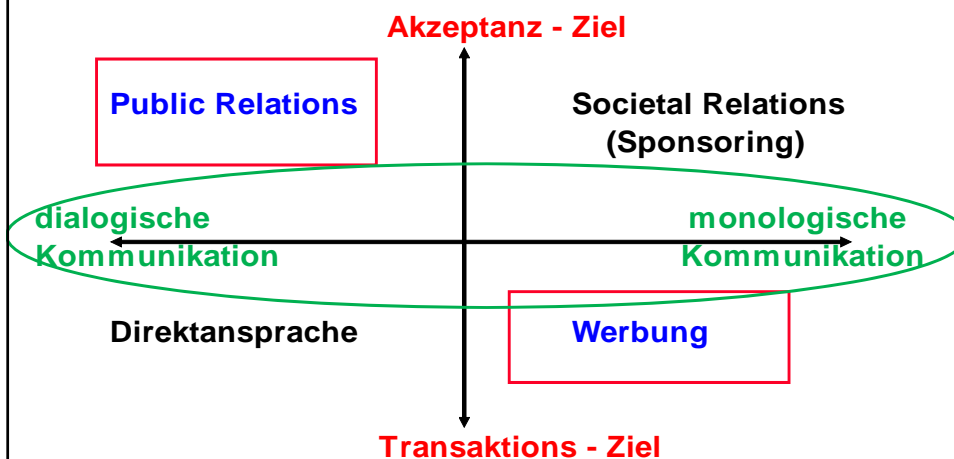 Akzeptanz - Ziel
Public Relations
Societal Relations
(Sponsoring)
dialogische
Kommunikation
monologische
Kommunikation
Direktansprache
Werbung
Transaktions - Ziel